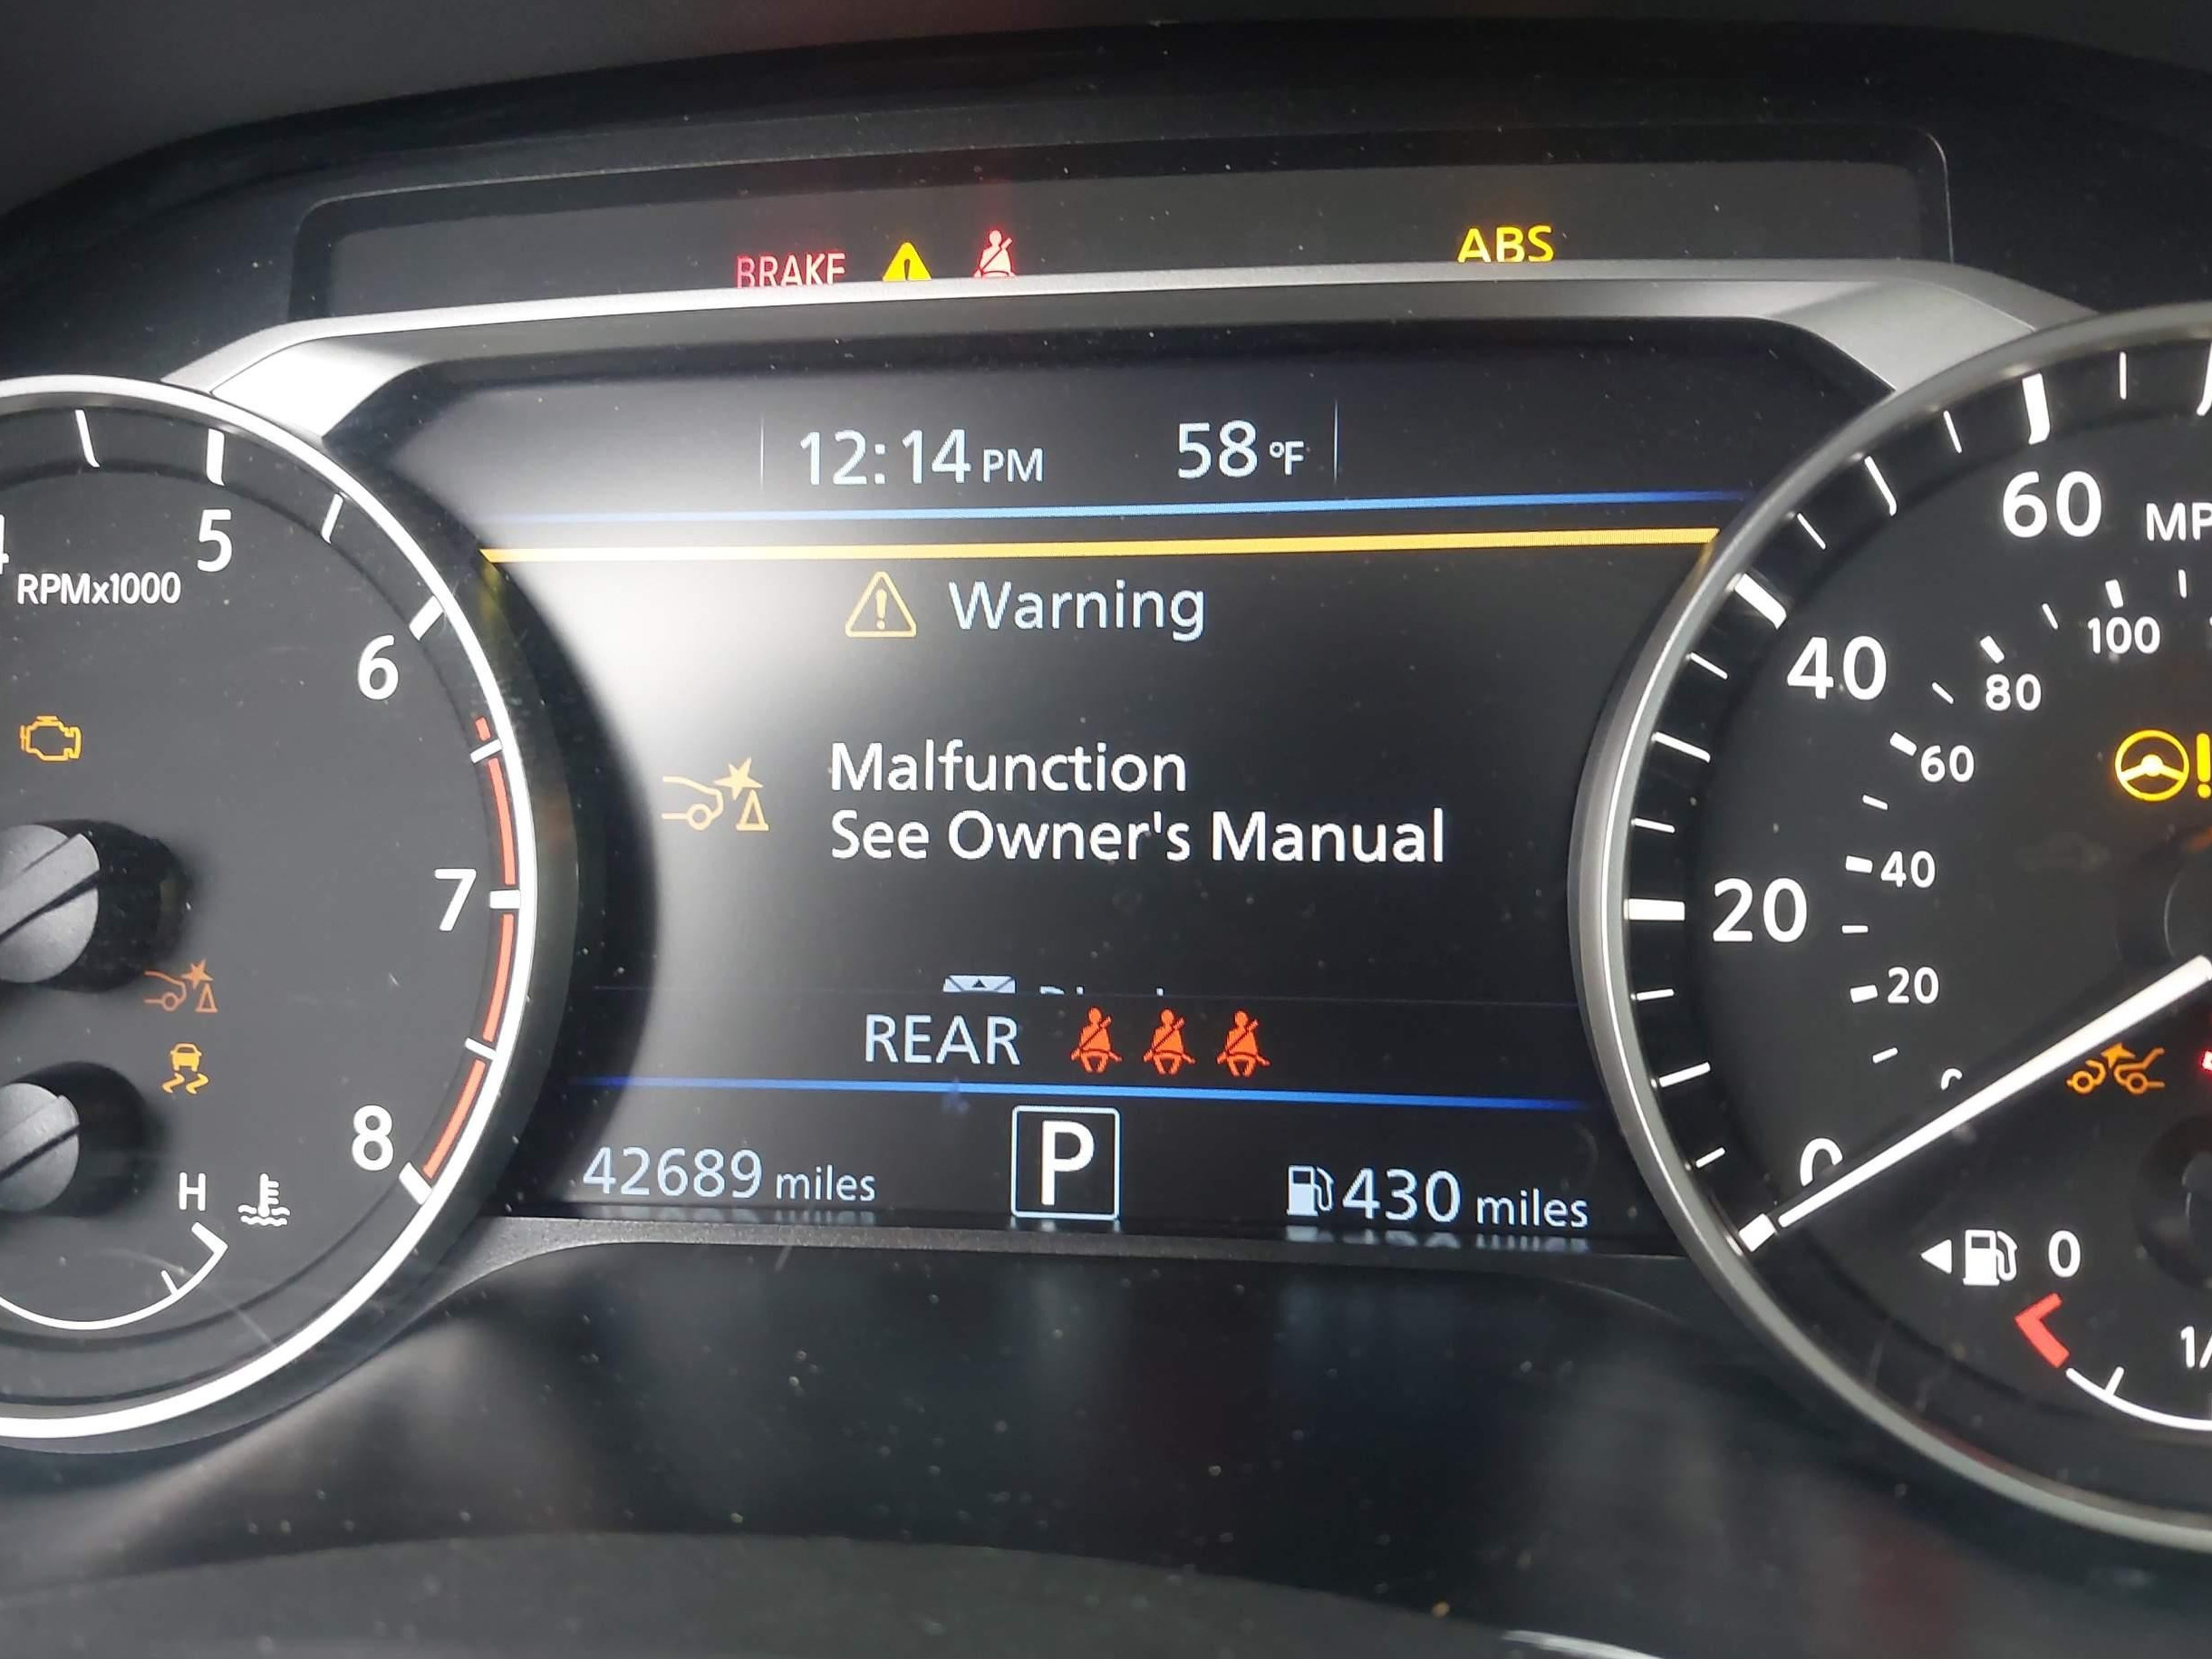 BRAKE ABS
12:14 PM 58 °F
Warning
Malfunction
See Owner's Manual
REAR
42689 miles P 430 miles
4 5 6 7 8
RPMx1000
H
0 20 40 60
20 40 60 80 100
0